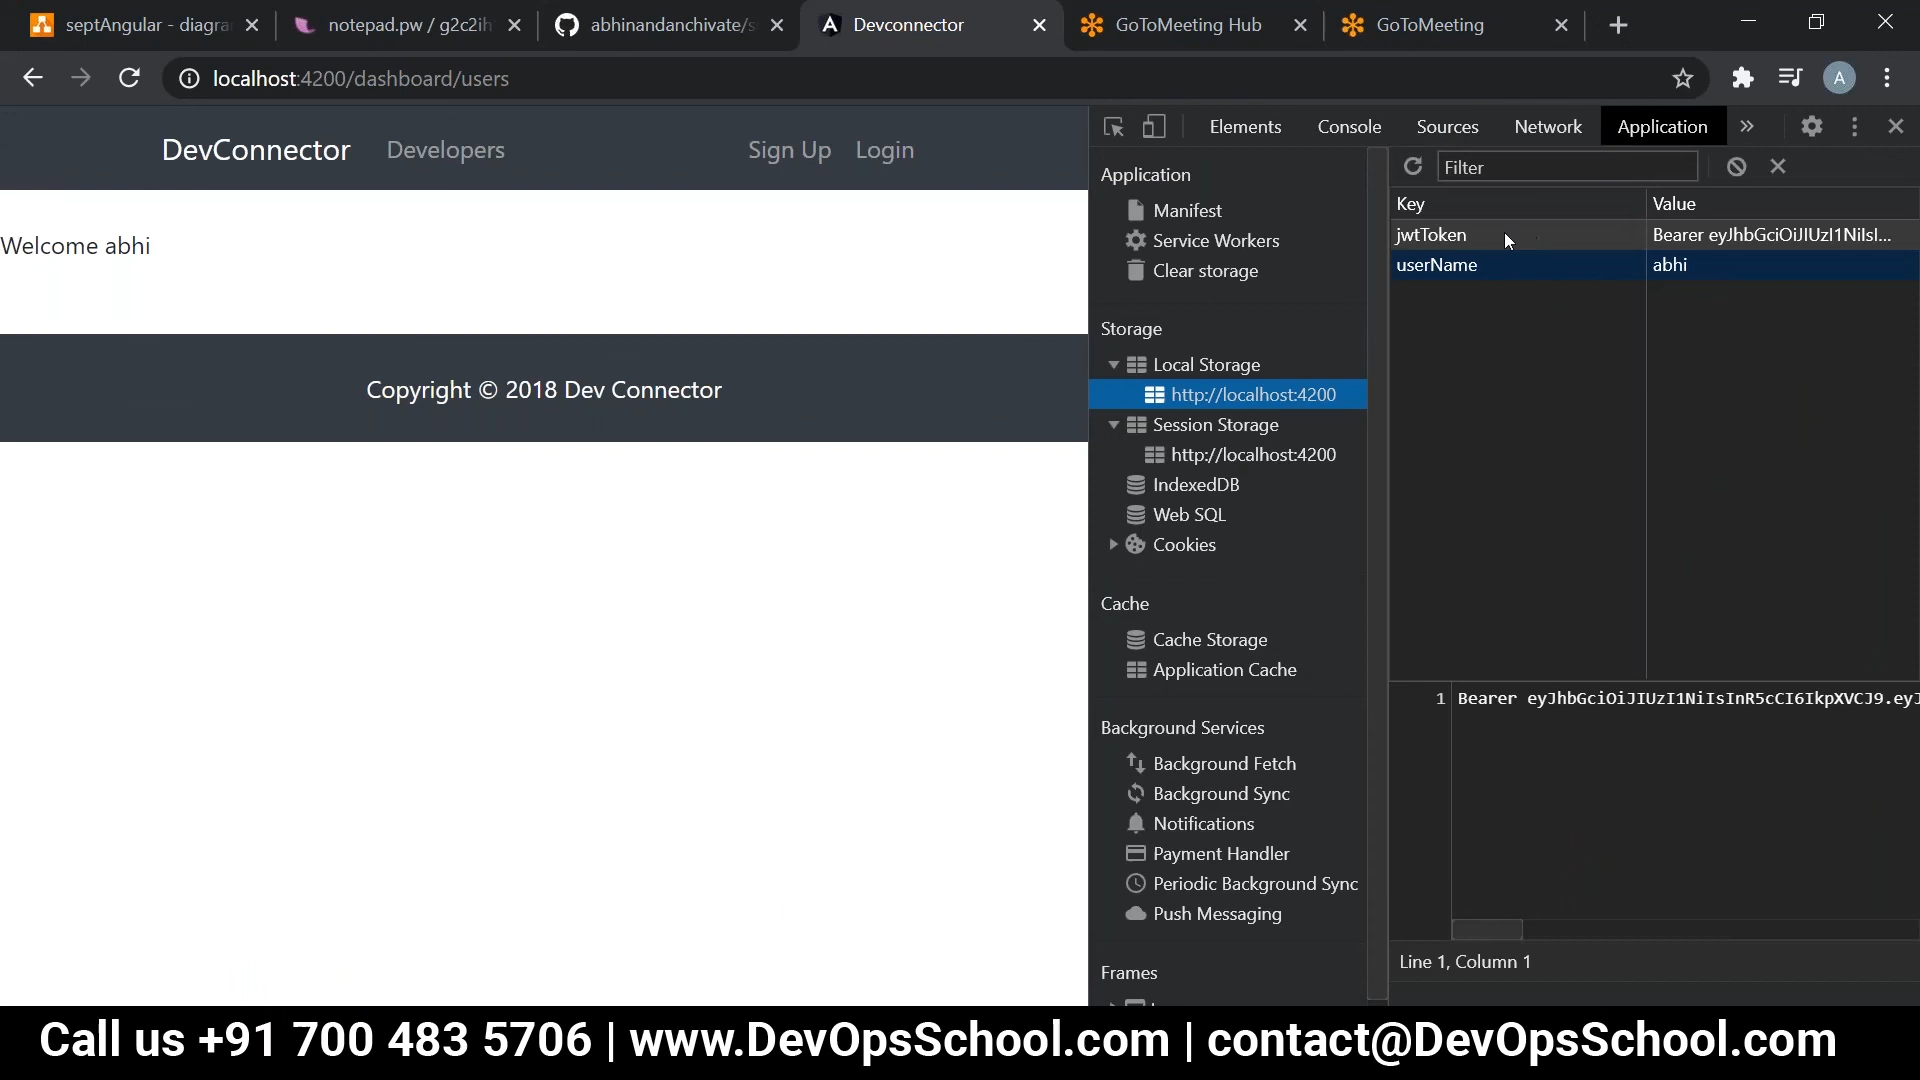 septAngular - diagra
notepad.pw / g2c2ih
abhinandanchivate/s
Devconnector
GoToMeeting Hub
GoToMeeting
localhost:4200/dashboard/users
A
DevConnector
Developers
Sign Up
Login
Welcome abhi
Copyright © 2018 Dev Connector
Elements
Console
Sources
Network
Application
Application
Manifest
Service Workers
Clear storage
Storage
Local Storage
http://localhost:4200
Session Storage
http://localhost:4200
IndexedDB
Web SQL
Cookies
Cache
Cache Storage
Application Cache
Background Services
Background Fetch
Background Sync
Notifications
Payment Handler
Periodic Background Sync
Push Messaging
Frames
Filter
Key Value
jwtToken Bearer eyJhbGciOiJIUzI1NiIsI...
userName abhi
1 Bearer eyJhbGciOiJIUzI1NiIsInR5cCI6IkpXVCJ9.eyJ
Line 1, Column 1
Call us +91 700 483 5706 | www.DevOpsSchool.com | contact@DevOpsSchool.com